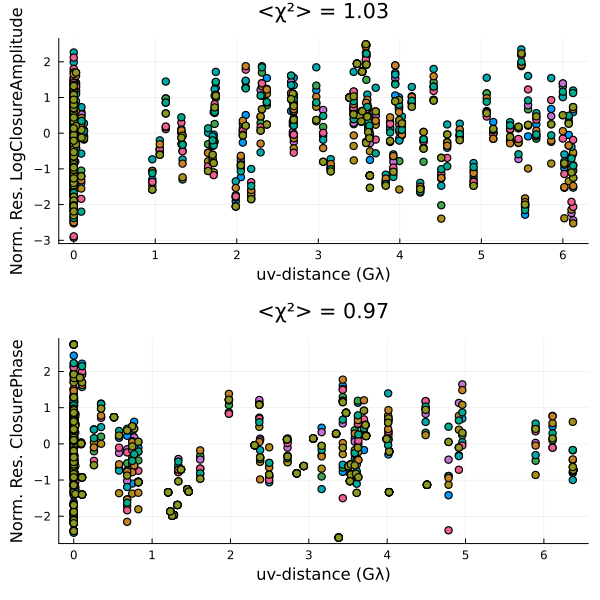 <χ²> = 1.03
Norm. Res. LogClosureAmplitude
2
1
0
−1
−2
−3
0 1 2 3 4 5 6
uv-distance (Gλ)
<χ²> = 0.97
Norm. Res. ClosurePhase
2
1
0
−1
−2
0 1 2 3 4 5 6
uv-distance (Gλ)